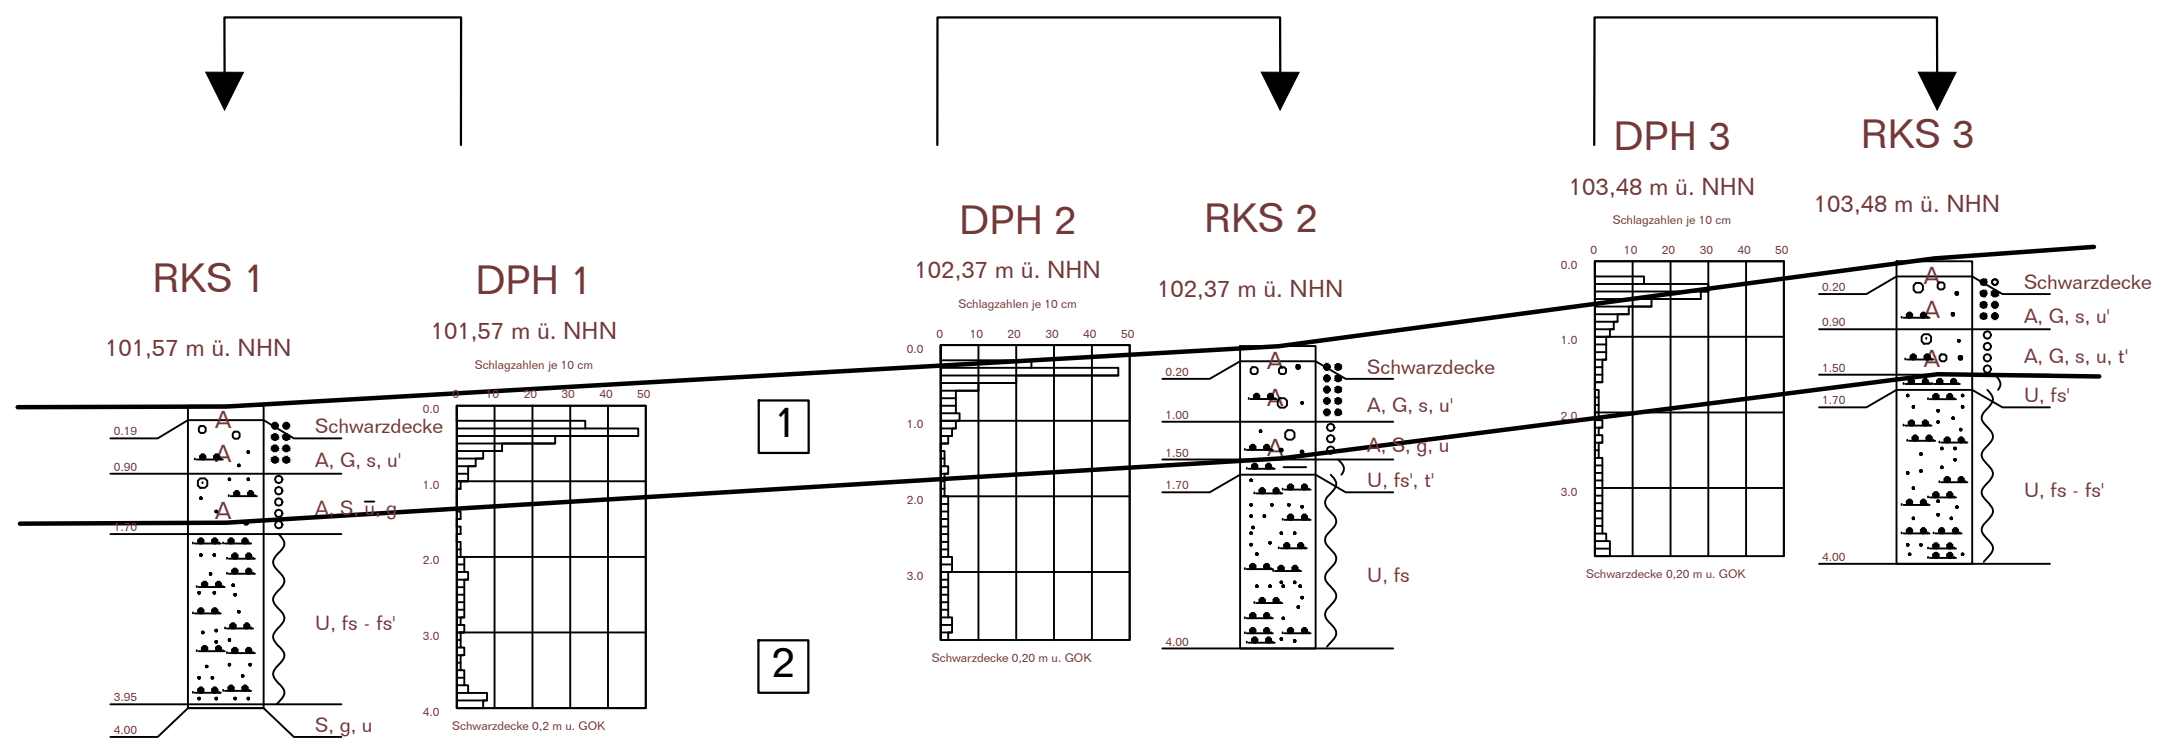 RKS 1
101,57 m ü. NHN
0.19
0.90
1.70
3.95
4.00
A
A
A
Schwarzdecke
A, G, s, u'
A, S, ū, g
U, fs - fs'
S, g, u
DPH 1
101,57 m ü. NHN
Schlagzahlen je 10 cm
0 10 20 30 40 50
0.0
1.0
2.0
3.0
4.0
Schwarzdecke 0,2 m u. GOK
1
2
DPH 2
102,37 m ü. NHN
Schlagzahlen je 10 cm
0 10 20 30 40 50
0.0
1.0
2.0
3.0
Schwarzdecke 0,20 m u. GOK
RKS 2
102,37 m ü. NHN
0.20
1.00
1.50
1.70
4.00
A
A
A
Schwarzdecke
A, G, s, u'
A, S, g, u
U, fs', t'
U, fs
DPH 3
103,48 m ü. NHN
Schlagzahlen je 10 cm
0 10 20 30 40 50
0.0
1.0
2.0
3.0
Schwarzdecke 0,20 m u. GOK
RKS 3
103,48 m ü. NHN
0.20
0.90
1.50
1.70
4.00
A
A
A
Schwarzdecke
A, G, s, u'
A, G, s, u, t'
U, fs'
U, fs - fs'